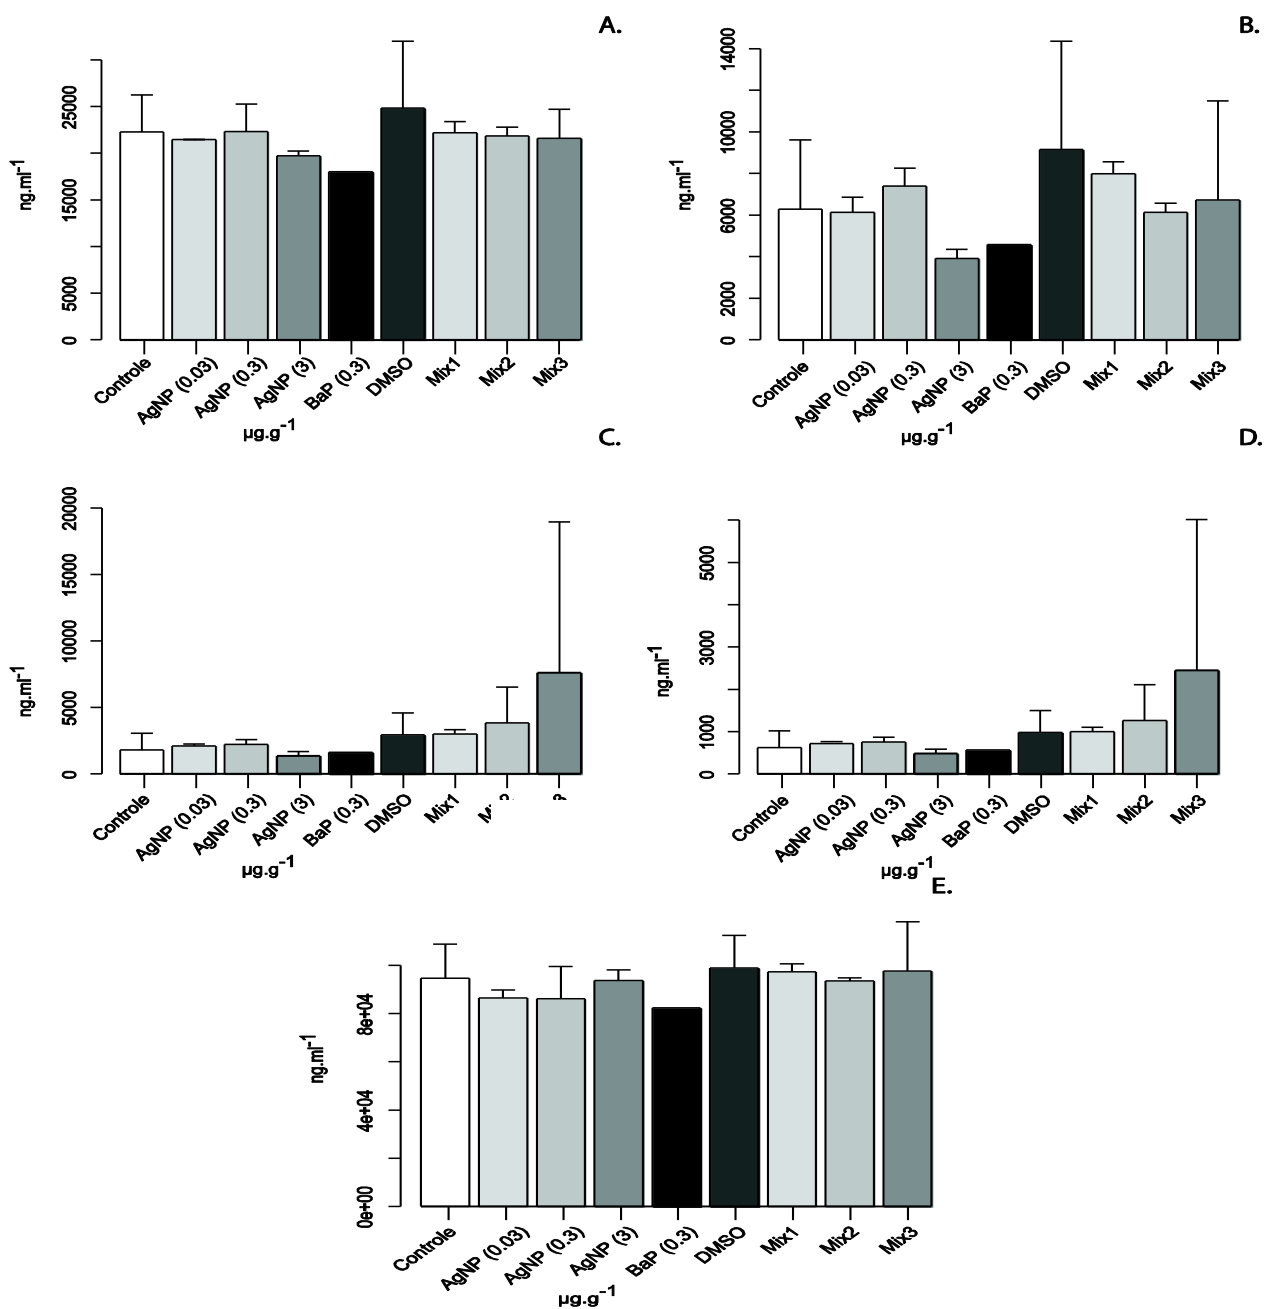 A.
25000
15000
5000
0
ng.ml-1
Controle
AgNP (0.03)
AgNP (0.3)
AgNP (3)
BaP (0.3)
DMSO
Mix1
Mix2
Mix3
µg.g-1
B.
14000
10000
6000
2000
0
ng.ml-1
Controle
AgNP (0.03)
AgNP (0.3)
AgNP (3)
BaP (0.3)
DMSO
Mix1
Mix2
Mix3
µg.g-1
C.
20000
15000
10000
5000
0
ng.ml-1
Controle
AgNP (0.03)
AgNP (0.3)
AgNP (3)
BaP (0.3)
DMSO
Mix1
µg.g-1
D.
5000
3000
1000
0
ng.ml-1
Controle
AgNP (0.03)
AgNP (0.3)
AgNP (3)
BaP (0.3)
DMSO
Mix1
Mix2
Mix3
µg.g-1
E.
8e+04
4e+04
0e+00
ng.ml-1
Controle
AgNP (0.03)
AgNP (0.3)
AgNP (3)
BaP (0.3)
DMSO
Mix1
Mix2
Mix3
µg.g-1